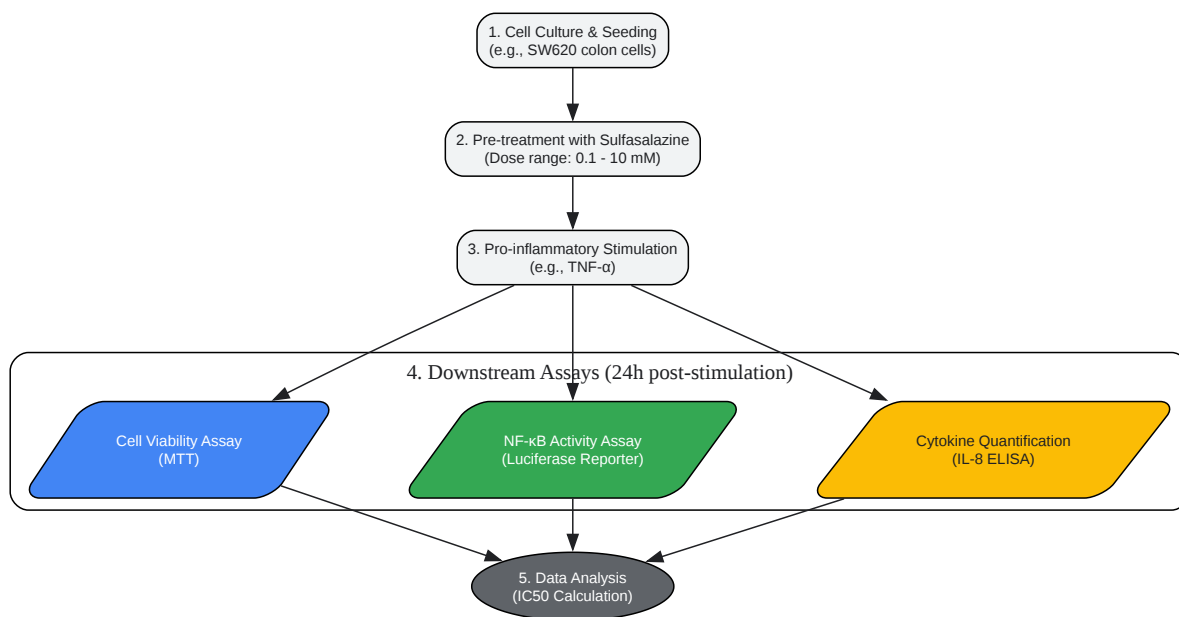 1. Cell Culture & Seeding
(e.g., SW620 colon cells)
2. Pre-treatment with Sulfasalazine
(Dose range: 0.1 - 10 mM)
3. Pro-inflammatory Stimulation
(e.g., TNF-α)
4. Downstream Assays (24h post-stimulation)
Cell Viability Assay
(MTT)
NF-κB Activity Assay
(Luciferase Reporter)
Cytokine Quantification
(IL-8 ELISA)
5. Data Analysis
(IC50 Calculation)